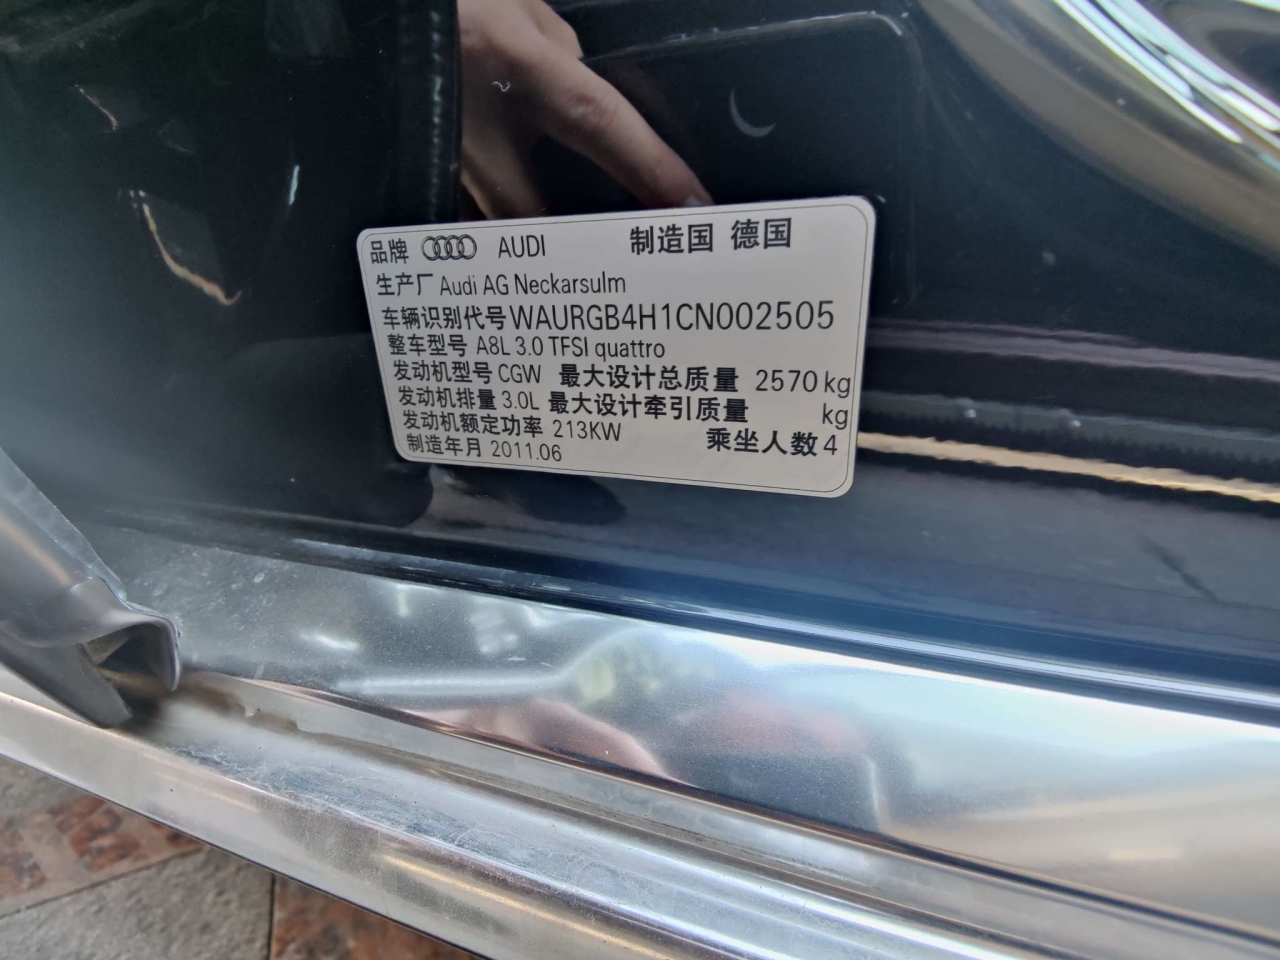 品牌 AUDI 制造国 德国
生产厂 Audi AG Neckarsulm
车辆识别代号 WAURGB4H1CN002505
整车型号 A8L 3.0 TFSI quattro
发动机型号 CGW 最大设计总质量 2570 kg
发动机排量 3.0L 最大设计牵引质量 kg
发动机额定功率 213KW 乘坐人数 4
制造年月 2011.06